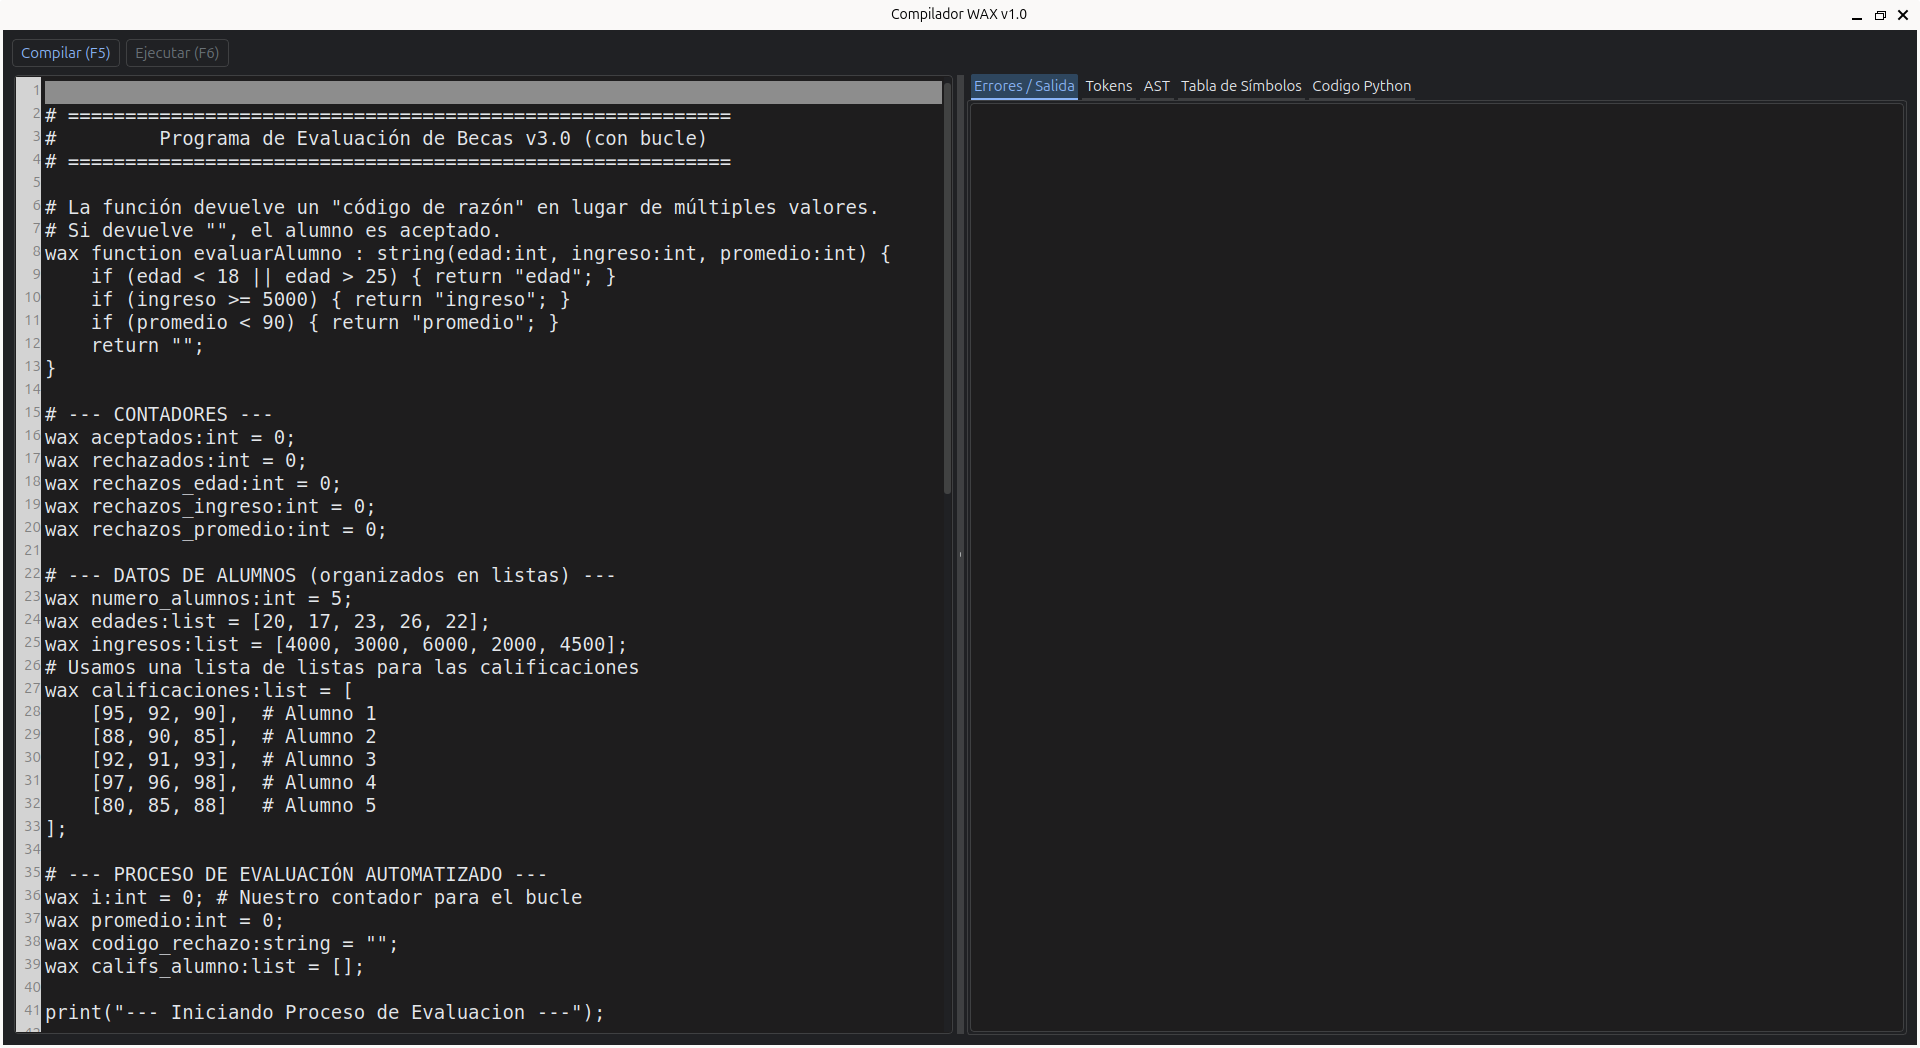 Compilador WAX v1.0
Compilar (F5) Ejecutar (F6)
Errores / Salida Tokens AST Tabla de Símbolos Codigo Python
1
2 # ============================================================
3 #         Programa de Evaluación de Becas v3.0 (con bucle)
4 # ============================================================
5
6 # La función devuelve un "código de razón" en lugar de múltiples valores.
7 # Si devuelve "", el alumno es aceptado.
8 wax function evaluarAlumno : string(edad:int, ingreso:int, promedio:int) {
9     if (edad < 18 || edad > 25) { return "edad"; }
10     if (ingreso >= 5000) { return "ingreso"; }
11     if (promedio < 90) { return "promedio"; }
12     return "";
13 }
14
15 # --- CONTADORES ---
16 wax aceptados:int = 0;
17 wax rechazados:int = 0;
18 wax rechazos_edad:int = 0;
19 wax rechazos_ingreso:int = 0;
20 wax rechazos_promedio:int = 0;
21
22 # --- DATOS DE ALUMNOS (organizados en listas) ---
23 wax numero_alumnos:int = 5;
24 wax edades:list = [20, 17, 23, 26, 22];
25 wax ingresos:list = [4000, 3000, 6000, 2000, 4500];
26 # Usamos una lista de listas para las calificaciones
27 wax calificaciones:list = [
28     [95, 92, 90],  # Alumno 1
29     [88, 90, 85],  # Alumno 2
30     [92, 91, 93],  # Alumno 3
31     [97, 96, 98],  # Alumno 4
32     [80, 85, 88]   # Alumno 5
33 ];
34
35 # --- PROCESO DE EVALUACIÓN AUTOMATIZADO ---
36 wax i:int = 0; # Nuestro contador para el bucle
37 wax promedio:int = 0;
38 wax codigo_rechazo:string = "";
39 wax califs_alumno:list = [];
40
41 print("--- Iniciando Proceso de Evaluacion ---");